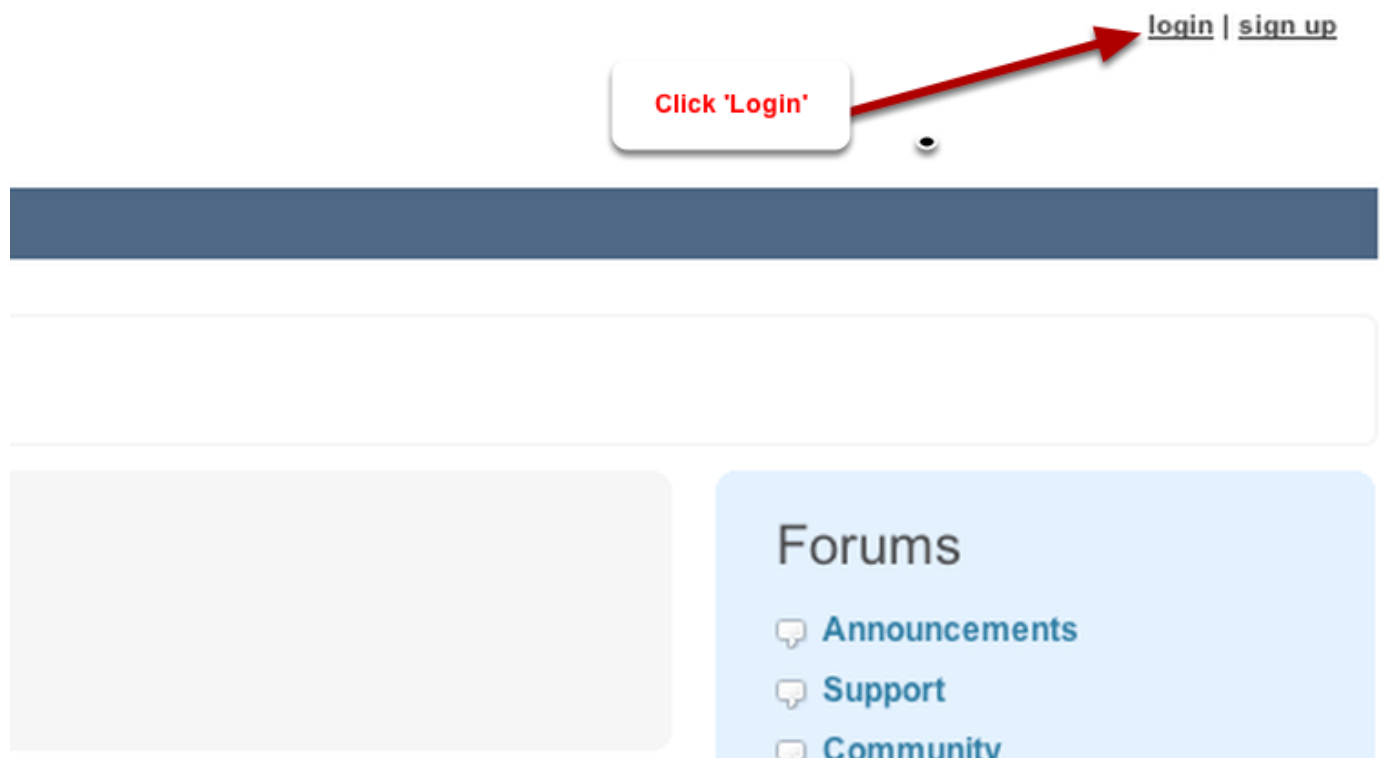 login | sign up
Click 'Login'
Forums
Announcements
Support
Community